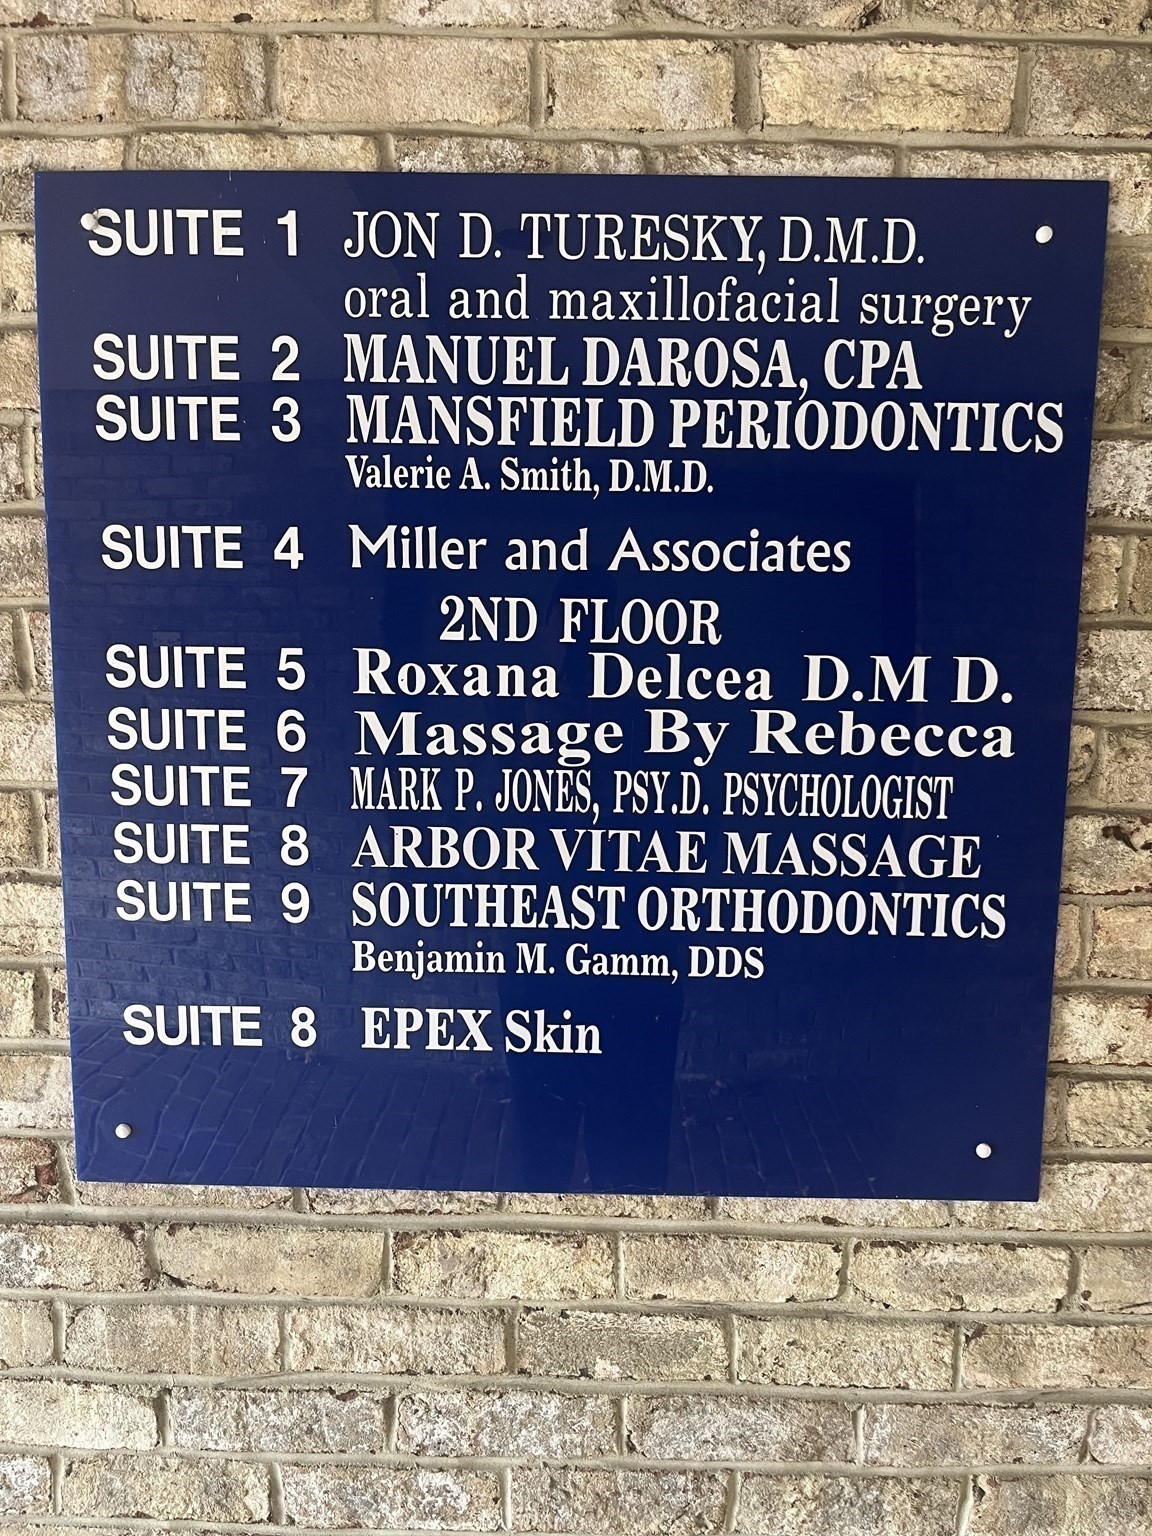 SUITE 1 JON D. TURESKY, D.M.D.
oral and maxillofacial surgery
SUITE 2 MANUEL DAROSA, CPA
SUITE 3 MANSFIELD PERIODONTICS
Valerie A. Smith, D.M.D.
SUITE 4 Miller and Associates
2ND FLOOR
SUITE 5 Roxana Delcea D.M D.
SUITE 6 Massage By Rebecca
SUITE 7 MARK P. JONES, PSY.D. PSYCHOLOGIST
SUITE 8 ARBOR VITAE MASSAGE
SUITE 9 SOUTHEAST ORTHODONTICS
Benjamin M. Gamm, DDS
SUITE 8 EPEX Skin